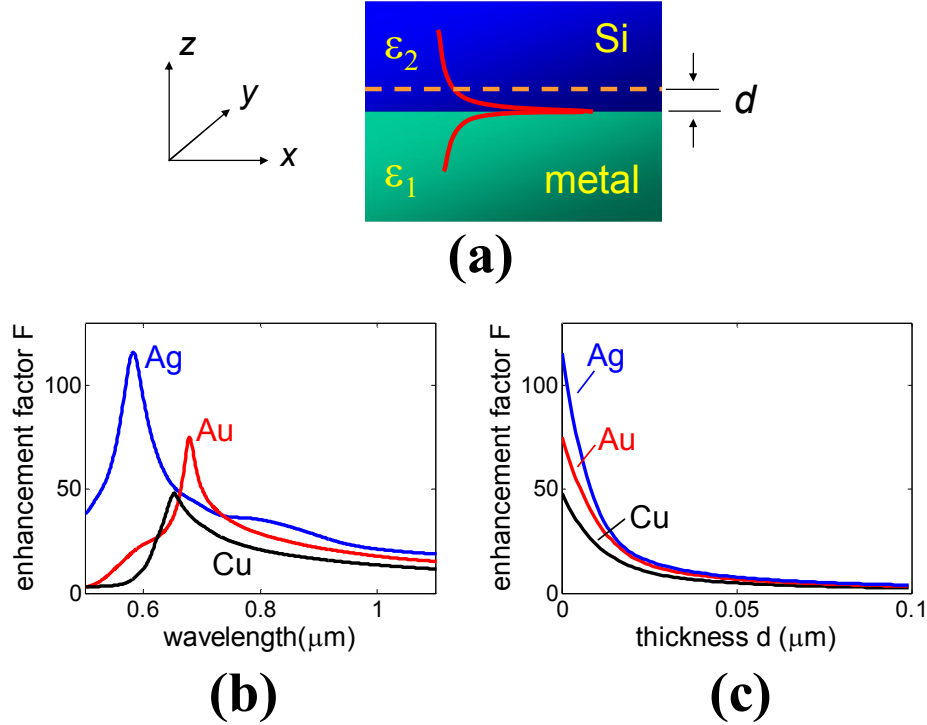 z
y
x
ε2
Si
d
ε1
metal
(a)
enhancement factor F
100
50
0
Ag
Au
Cu
0.6
0.8
1
wavelength(μm)
(b)
enhancement factor F
100
50
0
Ag
Au
Cu
0
0.05
0.1
thickness d (μm)
(c)